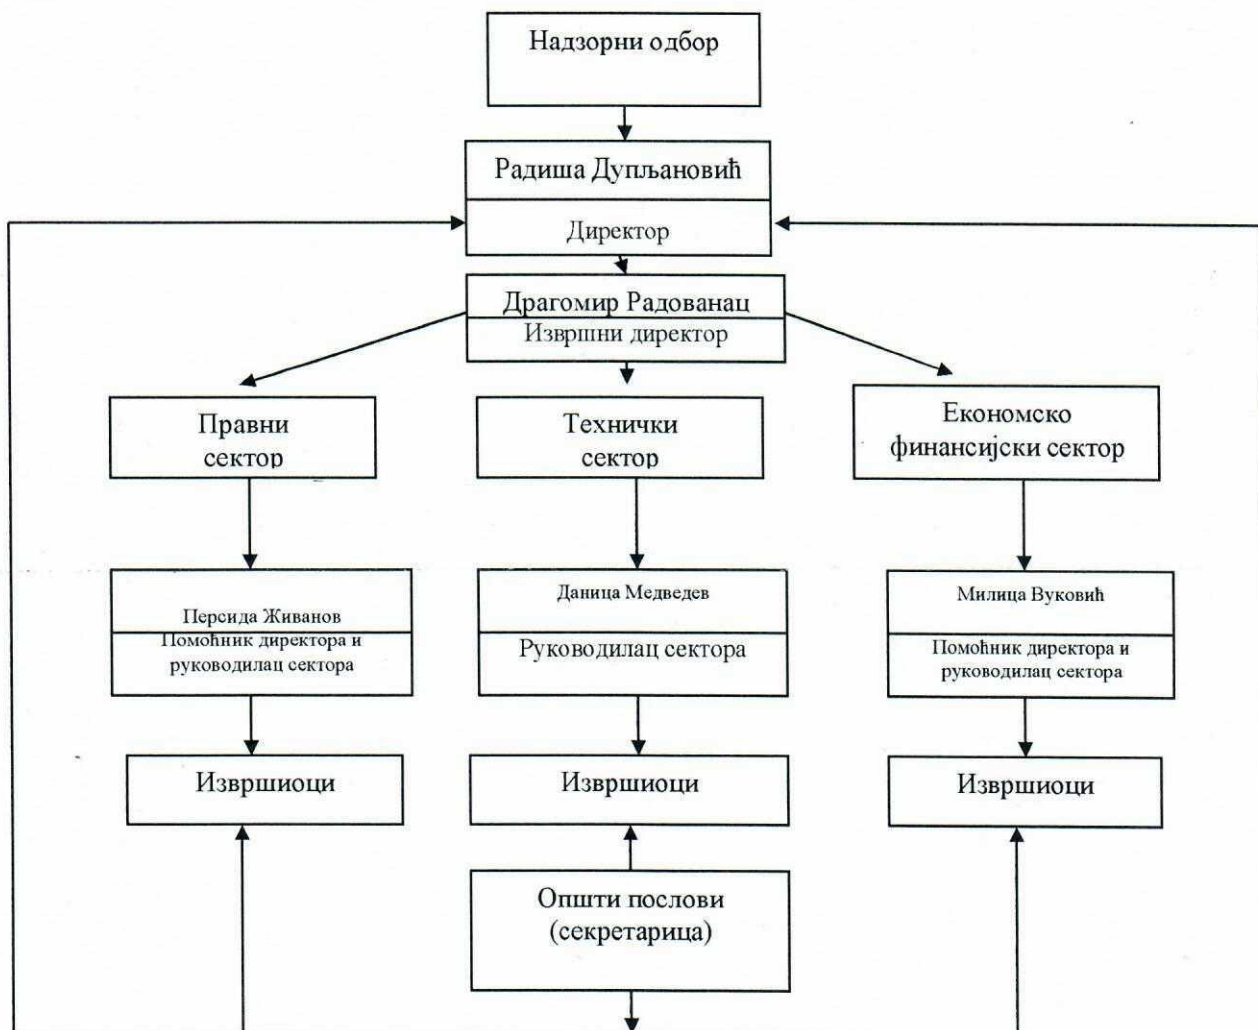 Надзорни одбор
Радиша Дупљановић
Директор
Драгомир Радованац
Извршни директор
Правни
сектор
Технички
сектор
Економско
финансијски сектор
Персида Живанов
Помоћник директора и
руководилац сектора
Даница Медведев
Руководилац сектора
Милица Вуковић
Помоћник директора и
руководилац сектора
Извршиоци
Извршиоци
Извршиоци
Општи послови
(секретарица)